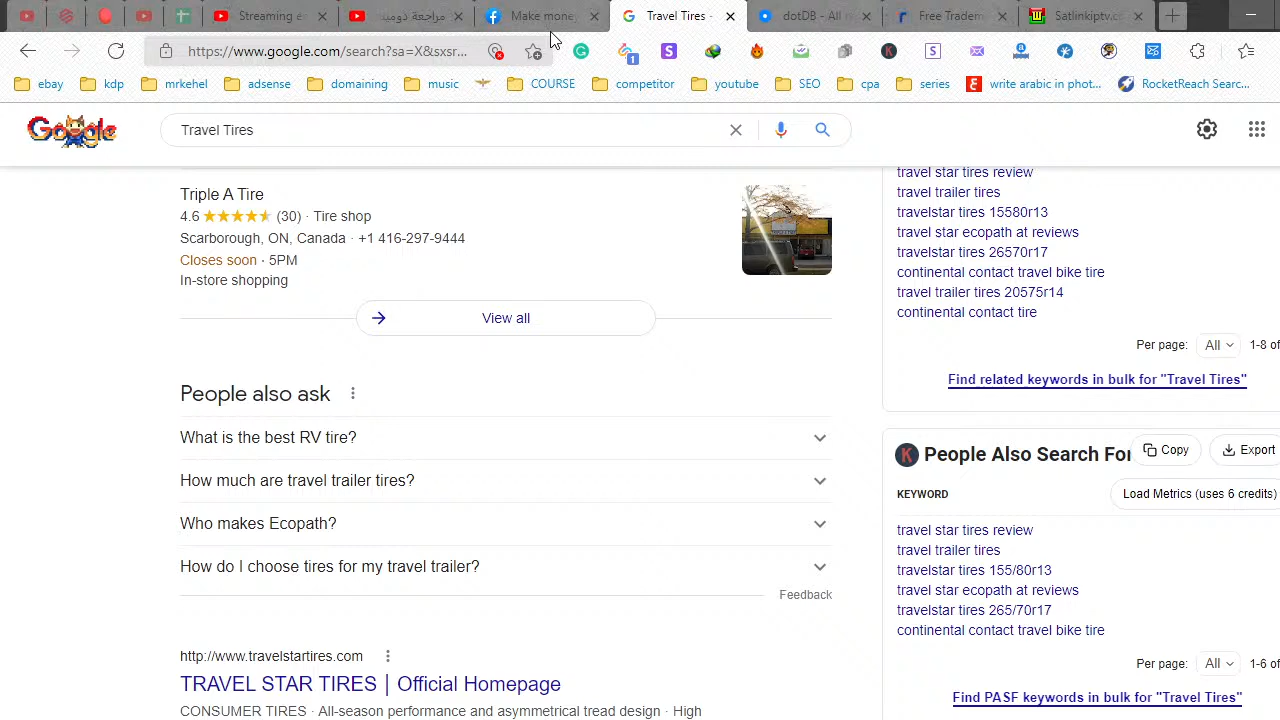 Streaming
مراجعة دومين
Make money
Travel Tires -
dotDB - All
Free Tradem
Satlinkiptv.c
https://www.google.com/search?sa=X&sxsr...
1
ebay
kdp
mrkehel
adsense
domaining
music
COURSE
competitor
youtube
SEO
cpa
series
write arabic in phot...
RocketReach Searc...
Google
Travel Tires
Triple A Tire
4.6 ★★★★★ (30) · Tire shop
Scarborough, ON, Canada · +1 416-297-9444
Closes soon · 5PM
In-store shopping
View all
People also ask
What is the best RV tire?
How much are travel trailer tires?
Who makes Ecopath?
How do I choose tires for my travel trailer?
Feedback
http://www.travelstartires.com
TRAVEL STAR TIRES | Official Homepage
CONSUMER TIRES · All-season performance and asymmetrical tread design · High
travel star tires review
travel trailer tires
travelstar tires 15580r13
travel star ecopath at reviews
travelstar tires 26570r17
continental contact travel bike tire
travel trailer tires 20575r14
continental contact tire
Per page: All 1-8 of
Find related keywords in bulk for "Travel Tires"
K People Also Search For
Copy
Export
KEYWORD
Load Metrics (uses 6 credits)
travel star tires review
travel trailer tires
travelstar tires 155/80r13
travel star ecopath at reviews
travelstar tires 265/70r17
continental contact travel bike tire
Per page: All 1-6 of
Find PASF keywords in bulk for "Travel Tires"